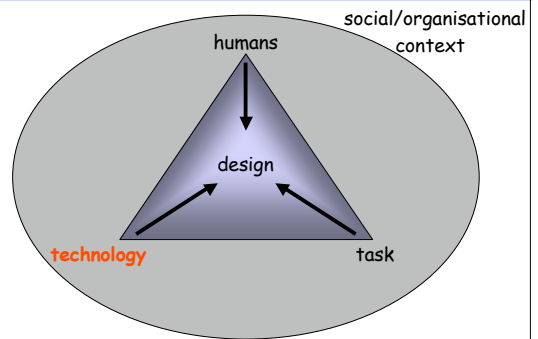 social/organisational
context
humans
design
technology
task